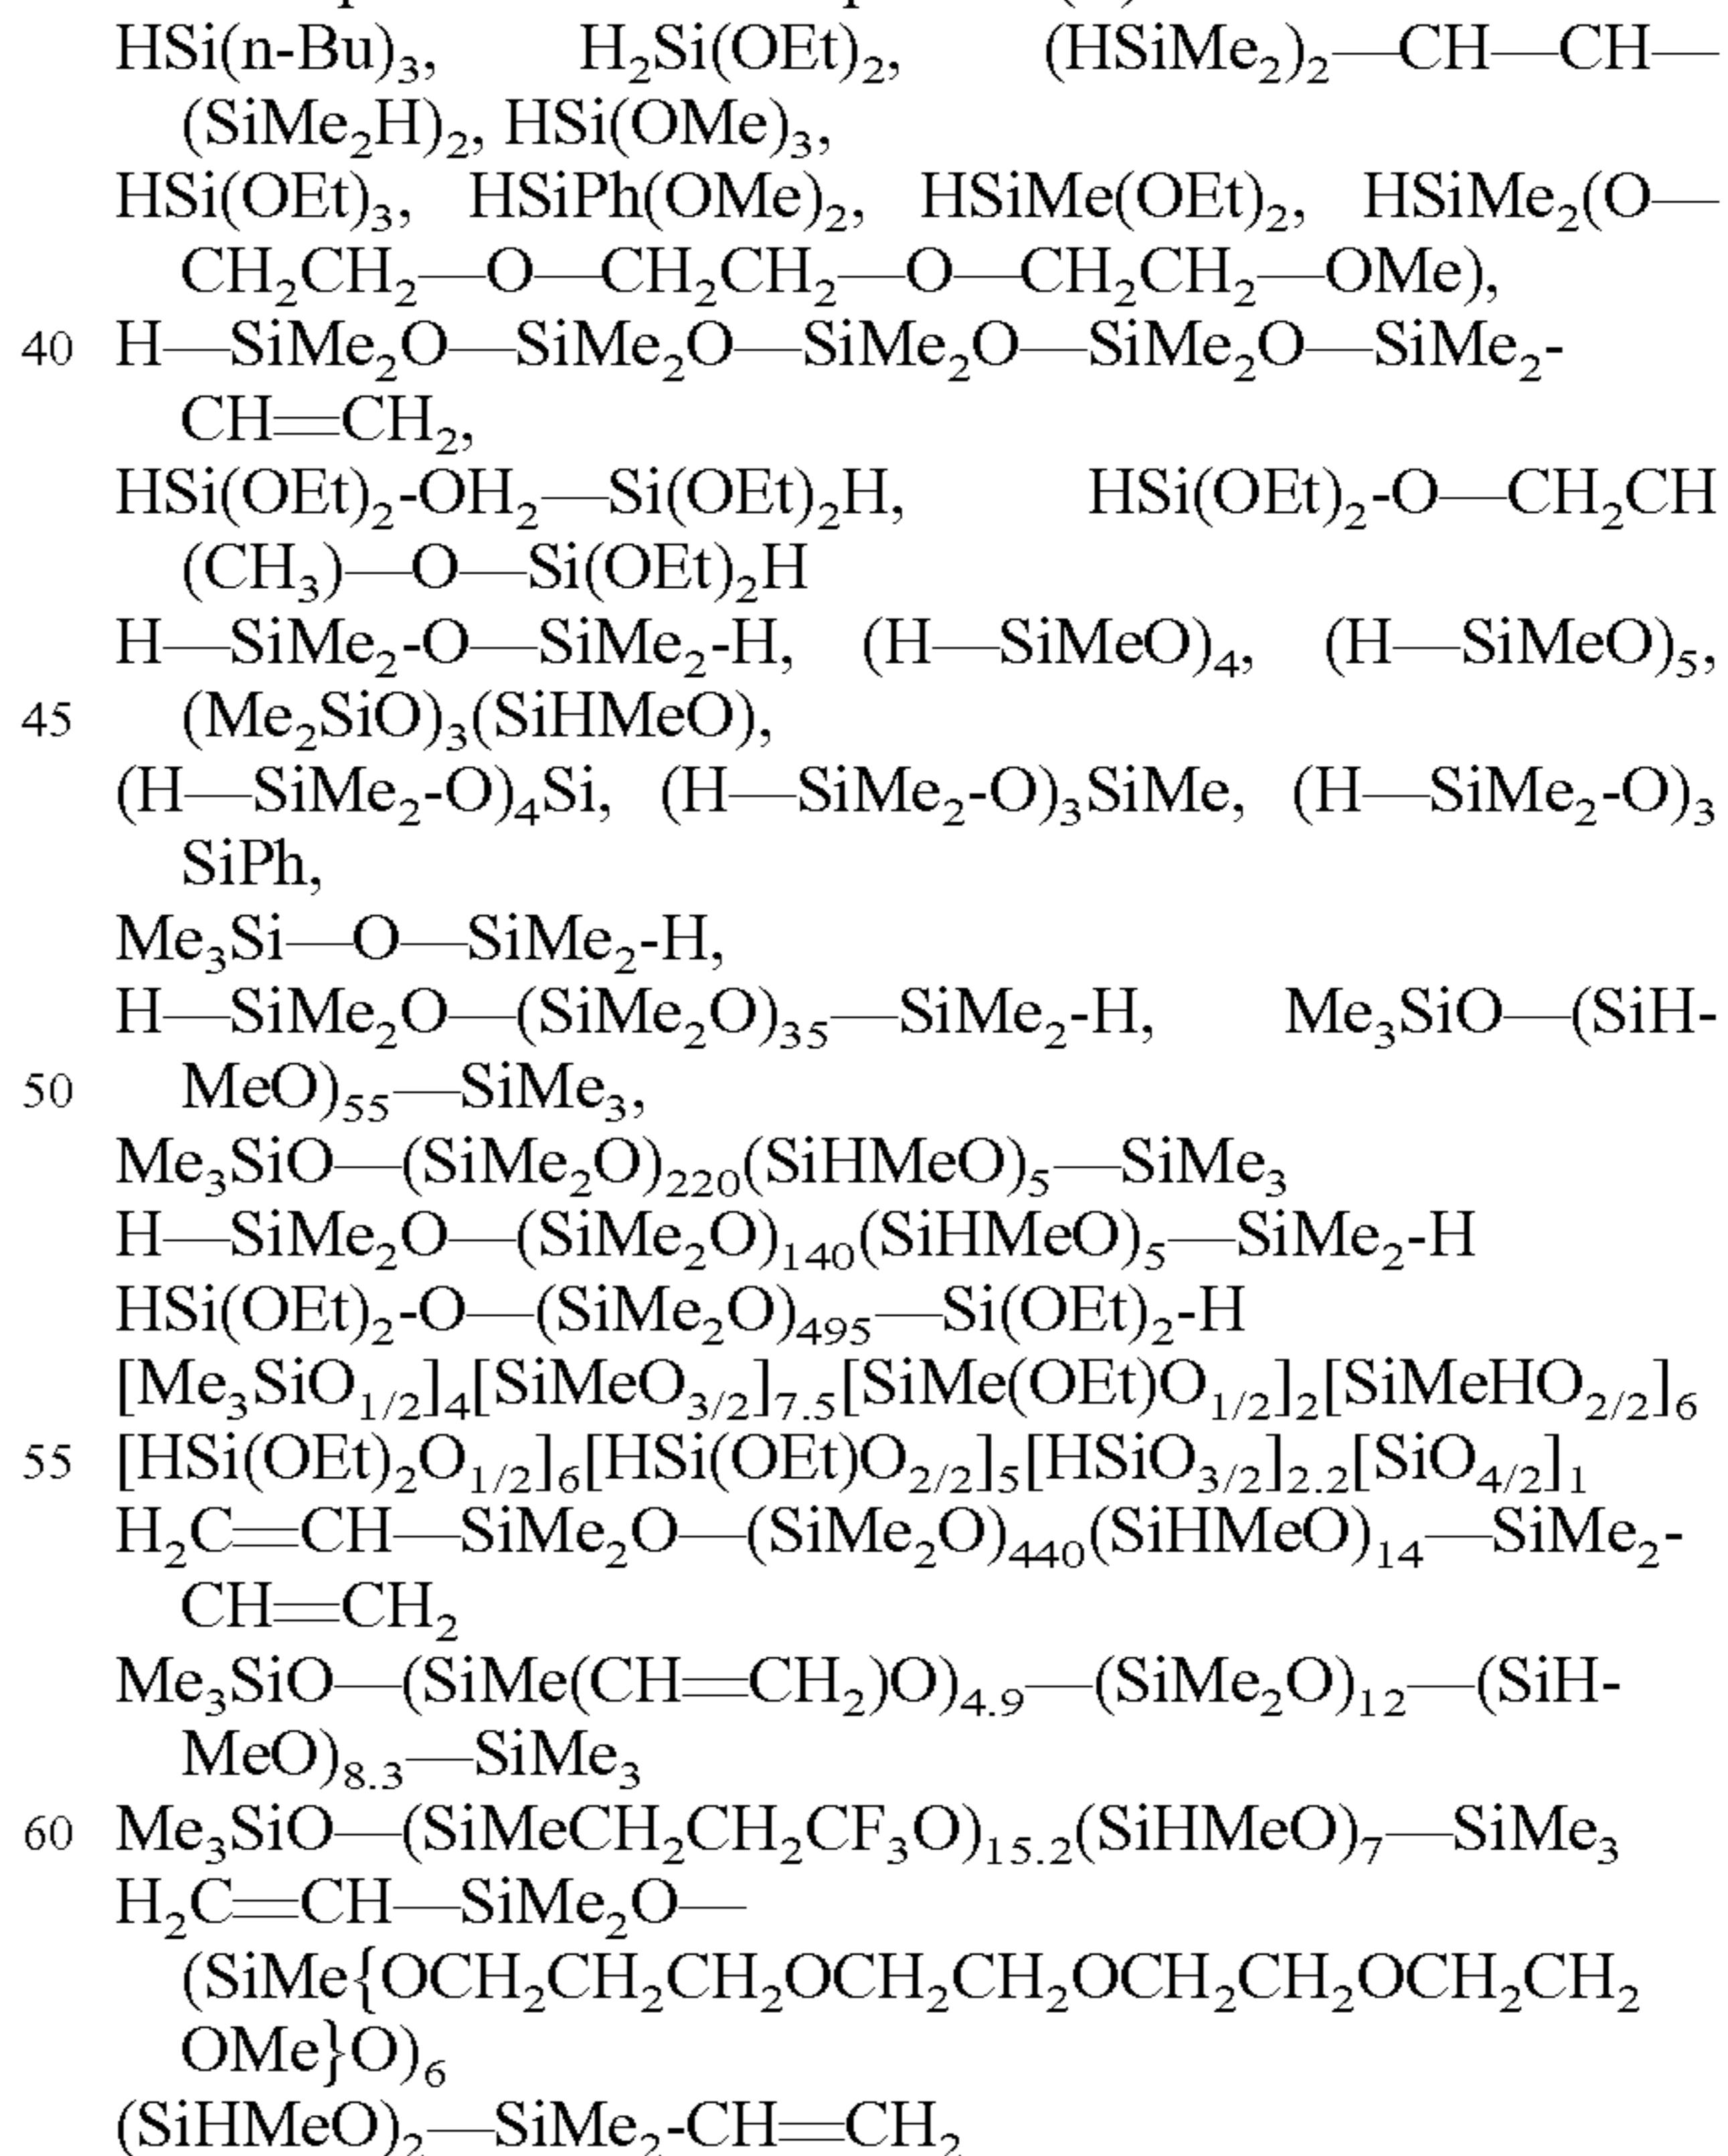 HSi(n-Bu)₃, H₂Si(OEt)₂, (HSiMe₂)₂—CH—CH—
(SiMe₂H)₂, HSi(OMe)₃,
HSi(OEt)₃, HSiPh(OMe)₂, HSiMe(OEt)₂, HSiMe₂(O—
CH₂CH₂—O—CH₂CH₂—O—CH₂CH₂—OMe),
40 H—SiMe₂O—SiMe₂O—SiMe₂O—SiMe₂O—SiMe₂-
CH=CH₂,
HSi(OEt)₂-OH₂—Si(OEt)₂H, HSi(OEt)₂-O—CH₂CH
(CH₃)—O—Si(OEt)₂H
H—SiMe₂-O—SiMe₂-H, (H—SiMeO)₄, (H—SiMeO)₅,
45 (Me₂SiO)₃(SiHMeO),
(H—SiMe₂-O)₄Si, (H—SiMe₂-O)₃SiMe, (H—SiMe₂-O)₃
SiPh,
Me₃Si—O—SiMe₂-H,
H—SiMe₂O—(SiMe₂O)₃₅—SiMe₂-H, Me₃SiO—(SiH-
50 MeO)₅₅—SiMe₃,
Me₃SiO—(SiMe₂O)₂₂₀(SiHMeO)₅—SiMe₃
H—SiMe₂O—(SiMe₂O)₁₄₀(SiHMeO)₅—SiMe₂-H
HSi(OEt)₂-O—(SiMe₂O)₄₉₅—Si(OEt)₂-H
[Me₃SiO₁/₂]₄[SiMeO₃/₂]₇.₅[SiMe(OEt)O₁/₂]₂[SiMeHO₂/₂]₆
55 [HSi(OEt)₂O₁/₂]₆[HSi(OEt)O₂/₂]₅[HSiO₃/₂]₂.₂[SiO₄/₂]₁
H₂C=CH—SiMe₂O—(SiMe₂O)₄₄₀(SiHMeO)₁₄—SiMe₂-
CH=CH₂
Me₃SiO—(SiMe(CH=CH₂)O)₄.₉—(SiMe₂O)₁₂—(SiH-
MeO)₈.₃—SiMe₃
60 Me₃SiO—(SiMeCH₂CH₂CF₃O)₁₅.₂(SiHMeO)₇—SiMe₃
H₂C=CH—SiMe₂O—
(SiMe{OCH₂CH₂CH₂OCH₂CH₂OCH₂CH₂OCH₂CH₂
OMe}O)₆
(SiHMeO)₂—SiMe₂-CH=CH₂